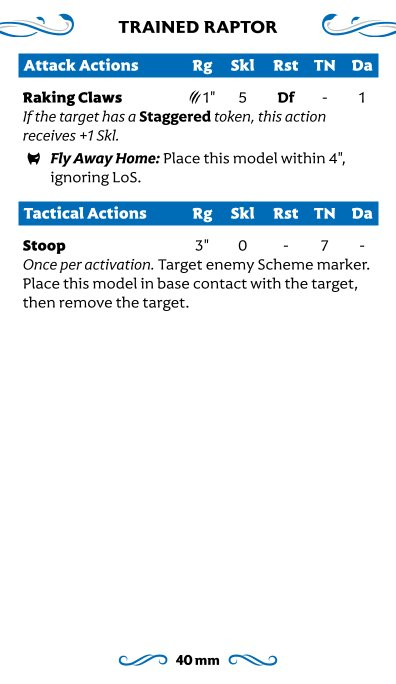 TRAINED RAPTOR
Attack Actions Rg Skl Rst TN Da
Raking Claws 1" 5 Df - 1
If the target has a Staggered token, this action
receives +1 Skl.
Fly Away Home: Place this model within 4",
ignoring LoS.
Tactical Actions Rg Skl Rst TN Da
Stoop 3" 0 - 7 -
Once per activation. Target enemy Scheme marker.
Place this model in base contact with the target,
then remove the target.
40 mm